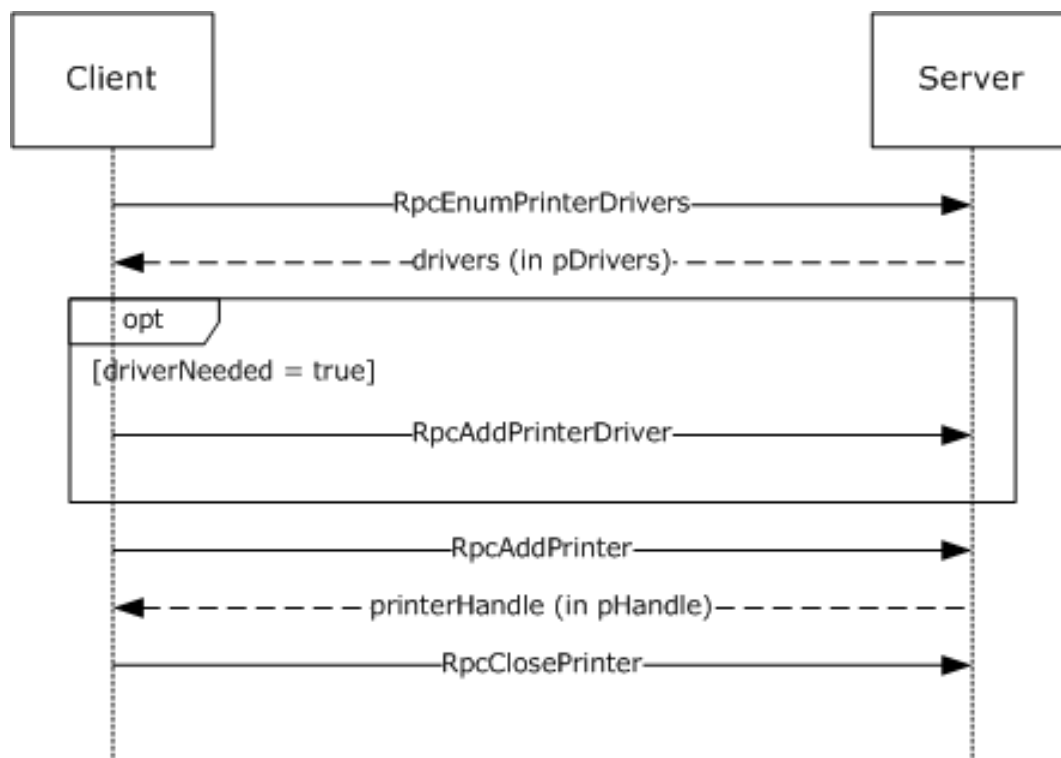 Client
Server
RpcEnumPrinterDrivers
drivers (in pDrivers)
opt
[driverNeeded = true]
RpcAddPrinterDriver
RpcAddPrinter
printerHandle (in pHandle)
RpcClosePrinter